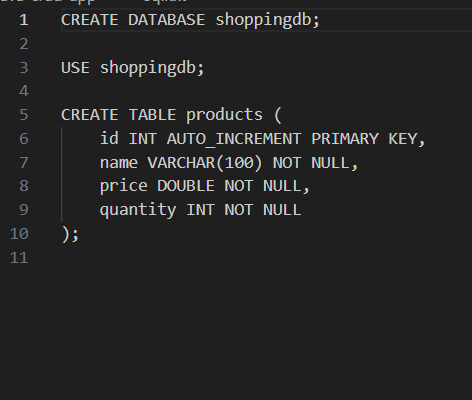 1 CREATE DATABASE shoppingdb;
2
3 USE shoppingdb;
4
5 CREATE TABLE products (
6 id INT AUTO_INCREMENT PRIMARY KEY,
7 name VARCHAR(100) NOT NULL,
8 price DOUBLE NOT NULL,
9 quantity INT NOT NULL
10 );
11